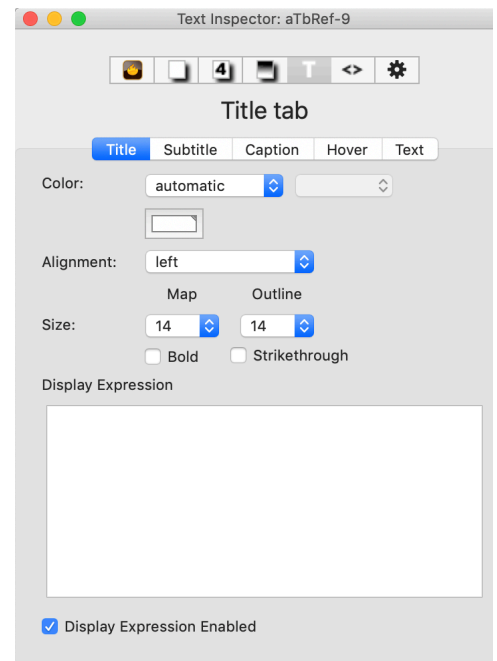 Text Inspector: aTbRef-9
4 T <>
Title tab
Title Subtitle Caption Hover Text
Color: automatic
Alignment: left
Map Outline
Size: 14 14
Bold Strikethrough
Display Expression
Display Expression Enabled